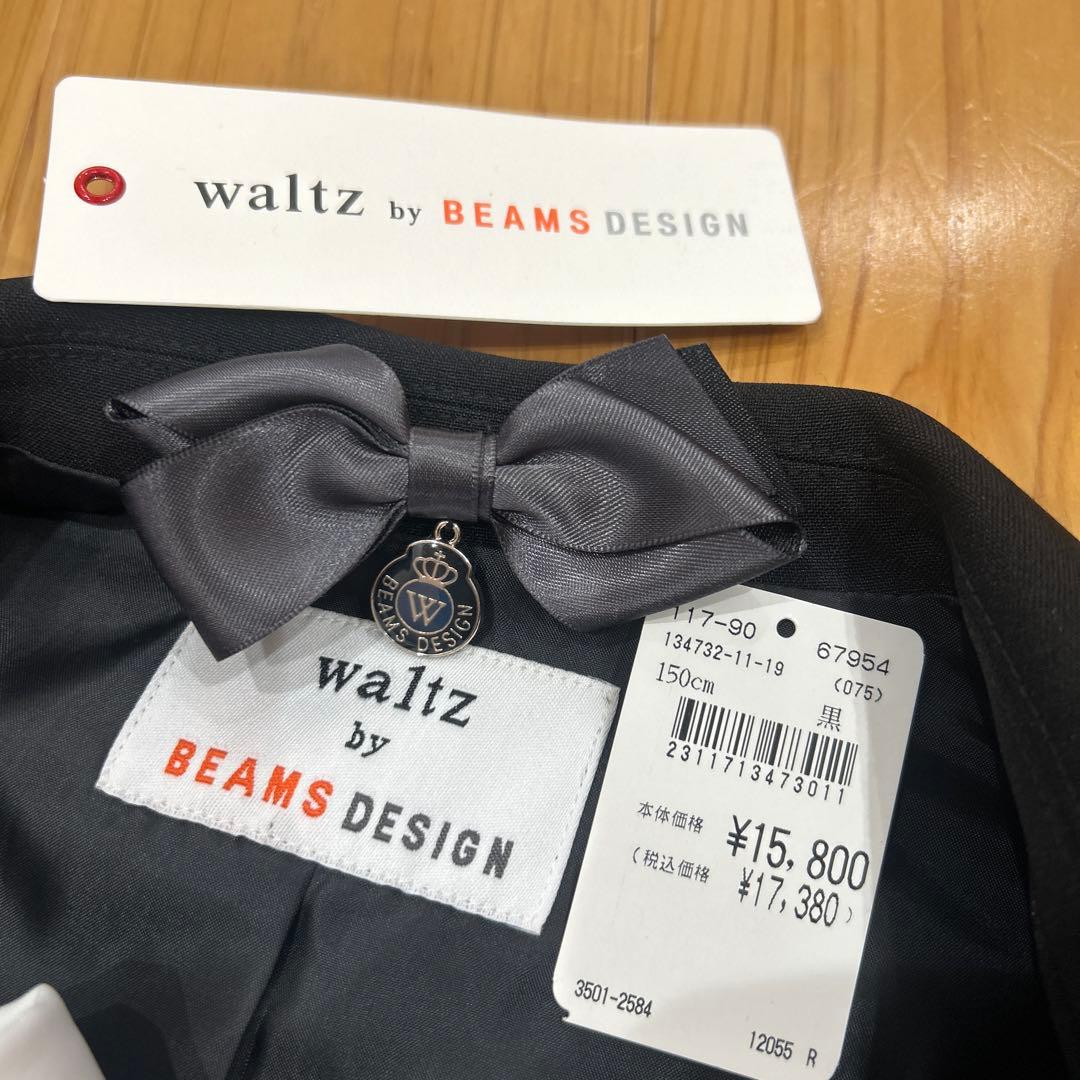 waltz by BEAMS DESIGN
W
BEAMS DESIGN
waltz
by
BEAMS DESIGN
117-90 67954
134732-11-19 (075)
150cm
黒
2311713473011
本体価格 ¥15,800
(税込価格 ¥17,380)
3501-2584
12055 R